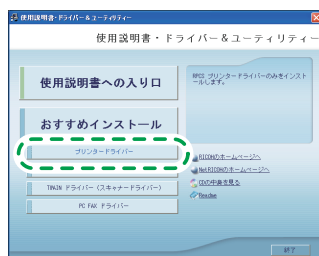 使用説明書・ドライバー&ユーティリティー
使用説明書・ドライバー&ユーティリティー
使用説明書への入り口
RPCS プリンタードライバーのみをインストールします。
おすすめインストール
プリンタードライバー
RICOHのホームページへ
NetRICOHのホームページへ
TWAIN ドライバー (スキャナードライバー)
CDの中身を見る
PC FAX ドライバー
終了